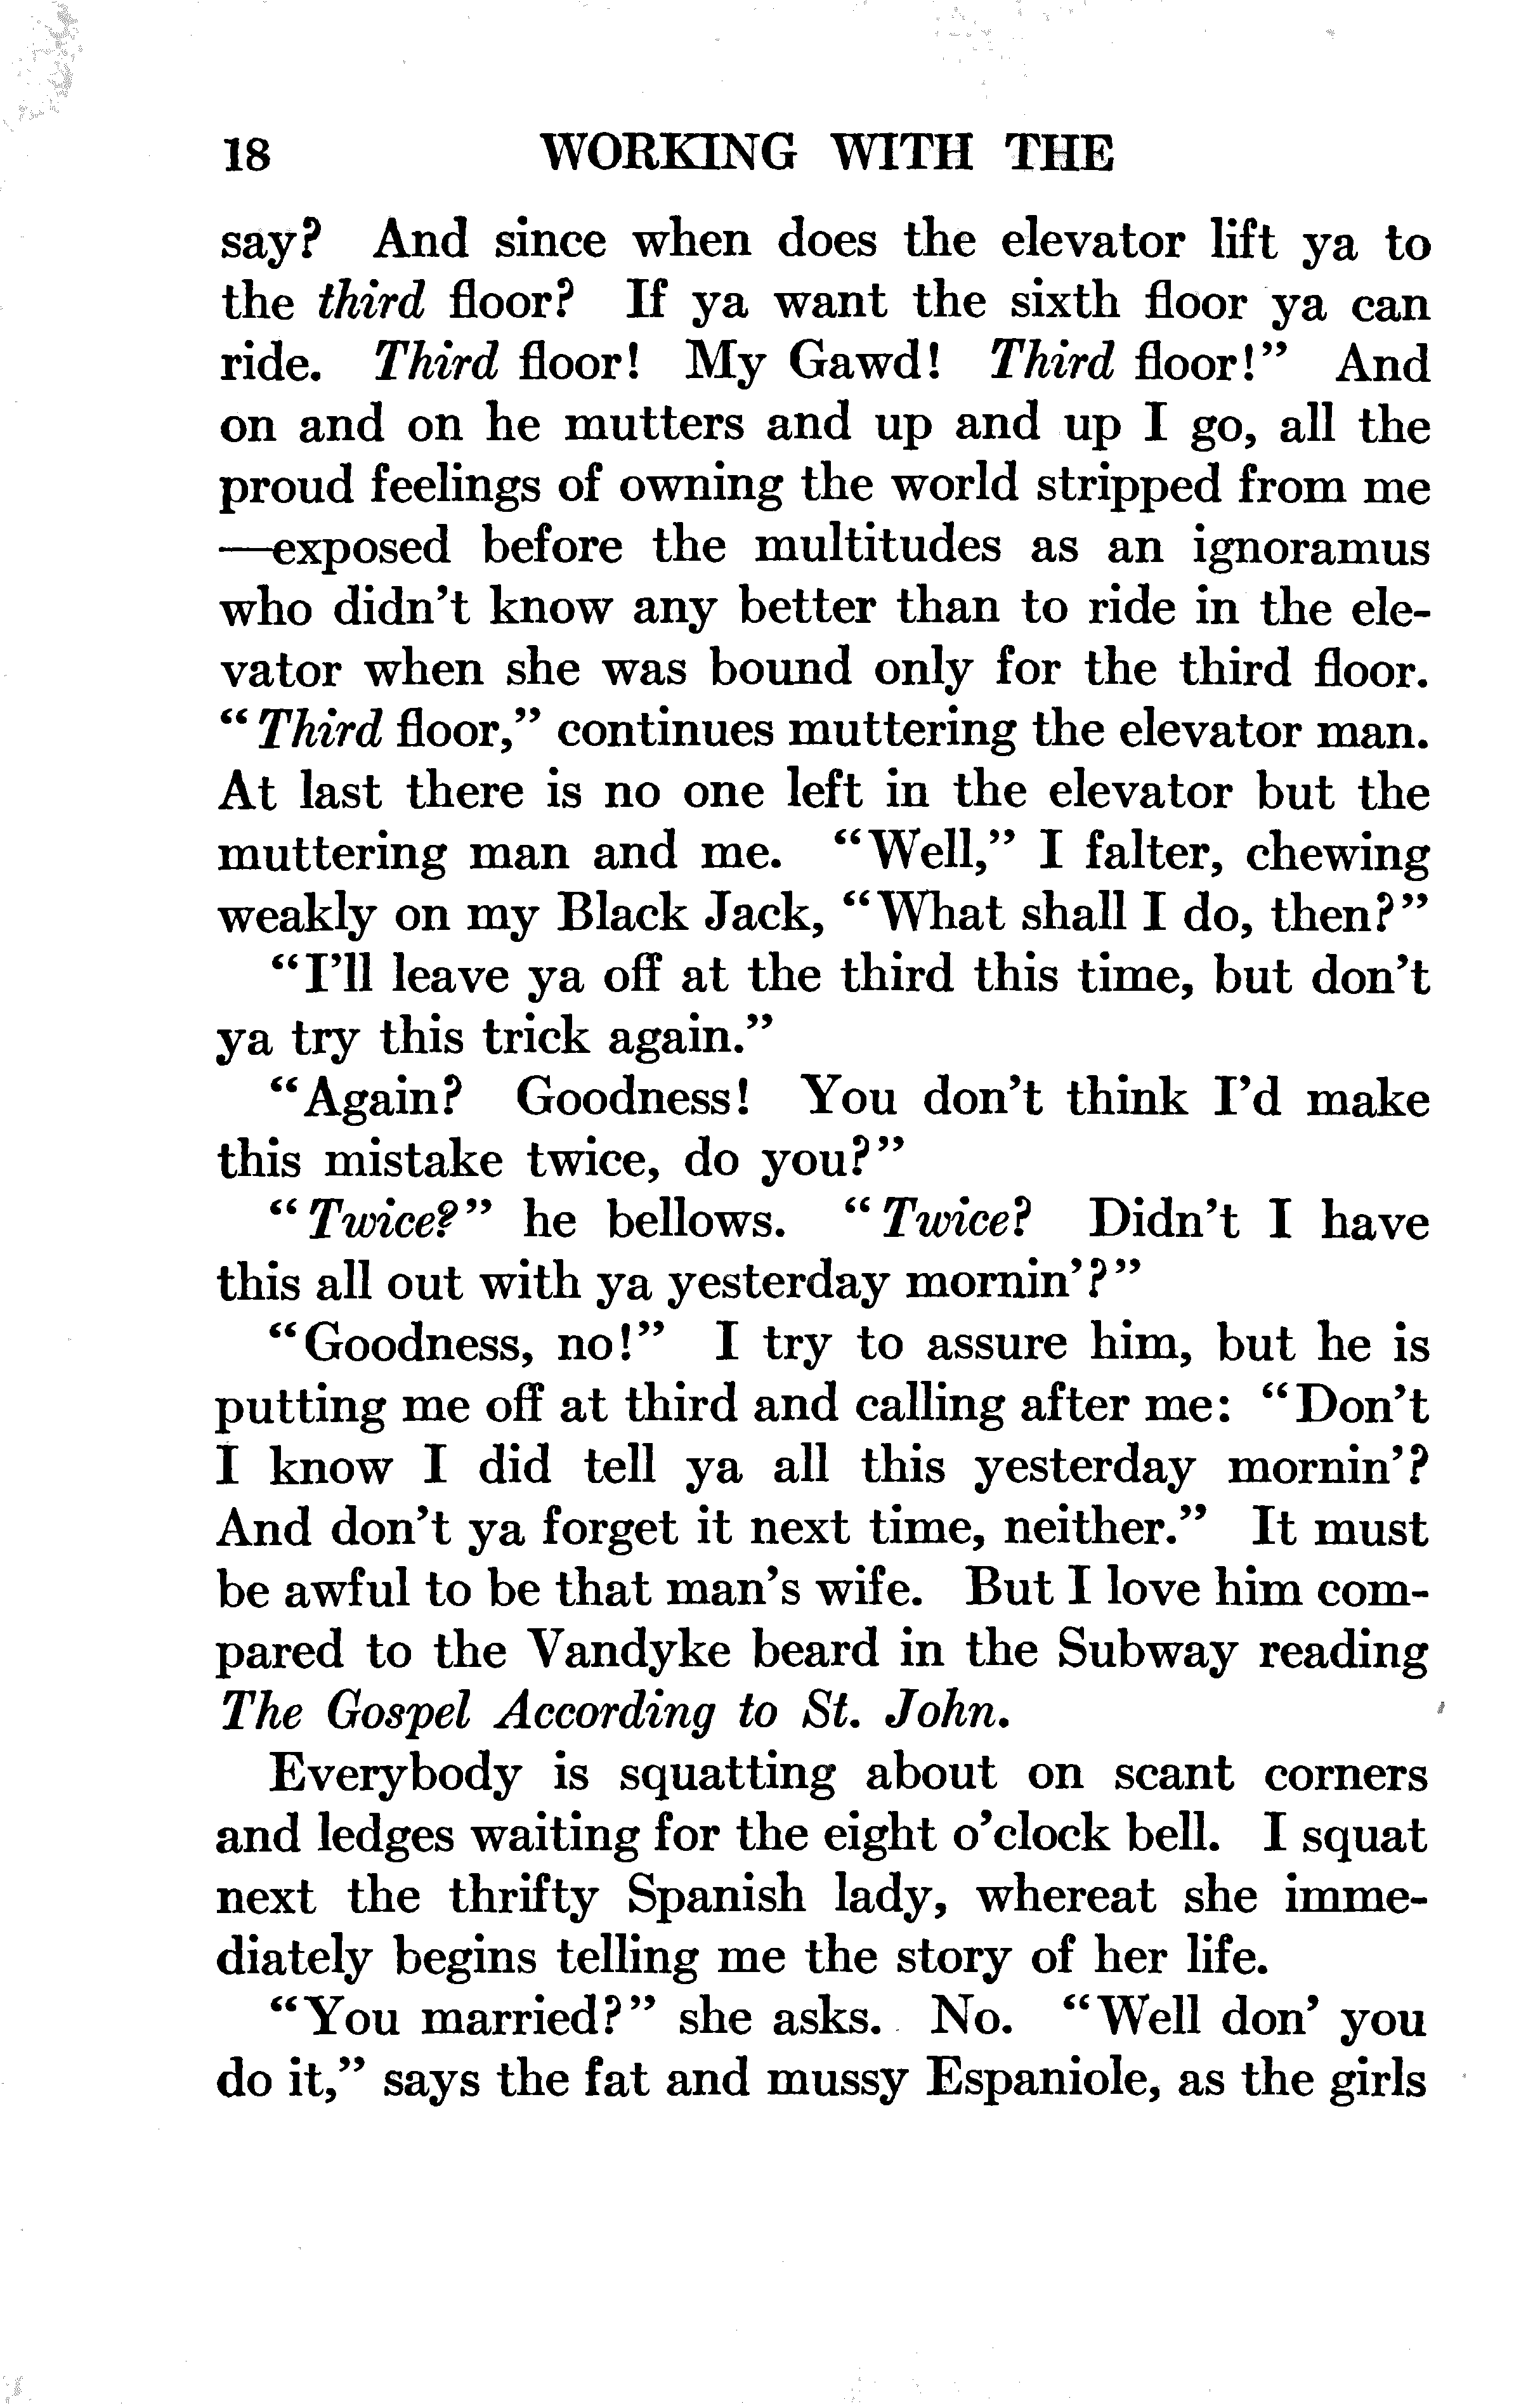 18 WORKING WITH THE
say? And since when does the elevator lift ya to
the third floor? If ya want the sixth floor ya can
ride. Third floor! My Gawd! Third floor!” And
on and on he mutters and up and up I go, all the
proud feelings of owning the world stripped from me
—exposed before the multitudes as an ignoramus
who didn’t know any better than to ride in the ele-
vator when she was bound only for the third floor.
“Third floor,” continues muttering the elevator man.
At last there is no one left in the elevator but the
muttering man and me. “Well,” I falter, chewing
weakly on my Black Jack, “What shall I do, then?”
“I’ll leave ya off at the third this time, but don’t
ya try this trick again.”
“Again? Goodness! You don’t think I’d make
this mistake twice, do you?”
“Twice?” he bellows. “Twice? Didn’t I have
this all out with ya yesterday mornin’?”
“Goodness, no!” I try to assure him, but he is
putting me off at third and calling after me: “Don’t
I know I did tell ya all this yesterday mornin’?
And don’t ya forget it next time, neither.” It must
be awful to be that man’s wife. But I love him com-
pared to the Vandyke beard in the Subway reading
The Gospel According to St. John.
Everybody is squatting about on scant corners
and ledges waiting for the eight o’clock bell. I squat
next the thrifty Spanish lady, whereat she imme-
diately begins telling me the story of her life.
“You married?” she asks. No. “Well don’ you
do it,” says the fat and mussy Espaniole, as the girls